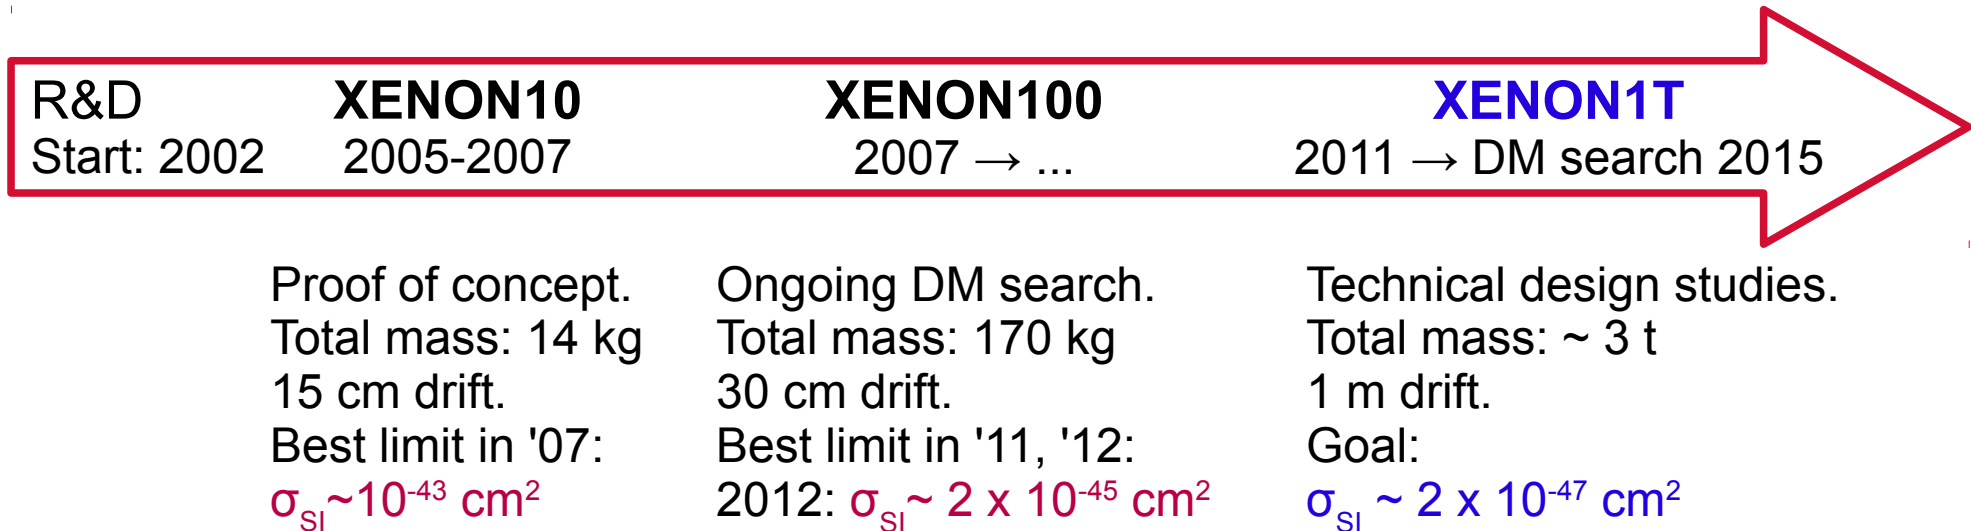 R&D
Start: 2002
XENON10
2005-2007
XENON100
2007 → ...
XENON1T
2011 → DM search 2015
Proof of concept.
Total mass: 14 kg
15 cm drift.
Best limit in '07:
σSI~10⁻⁴³ cm²
Ongoing DM search.
Total mass: 170 kg
30 cm drift.
Best limit in '11, '12:
2012: σSI~ 2 x 10⁻⁴⁵ cm²
Technical design studies.
Total mass: ~ 3 t
1 m drift.
Goal:
σSI ~ 2 x 10⁻⁴⁷ cm²